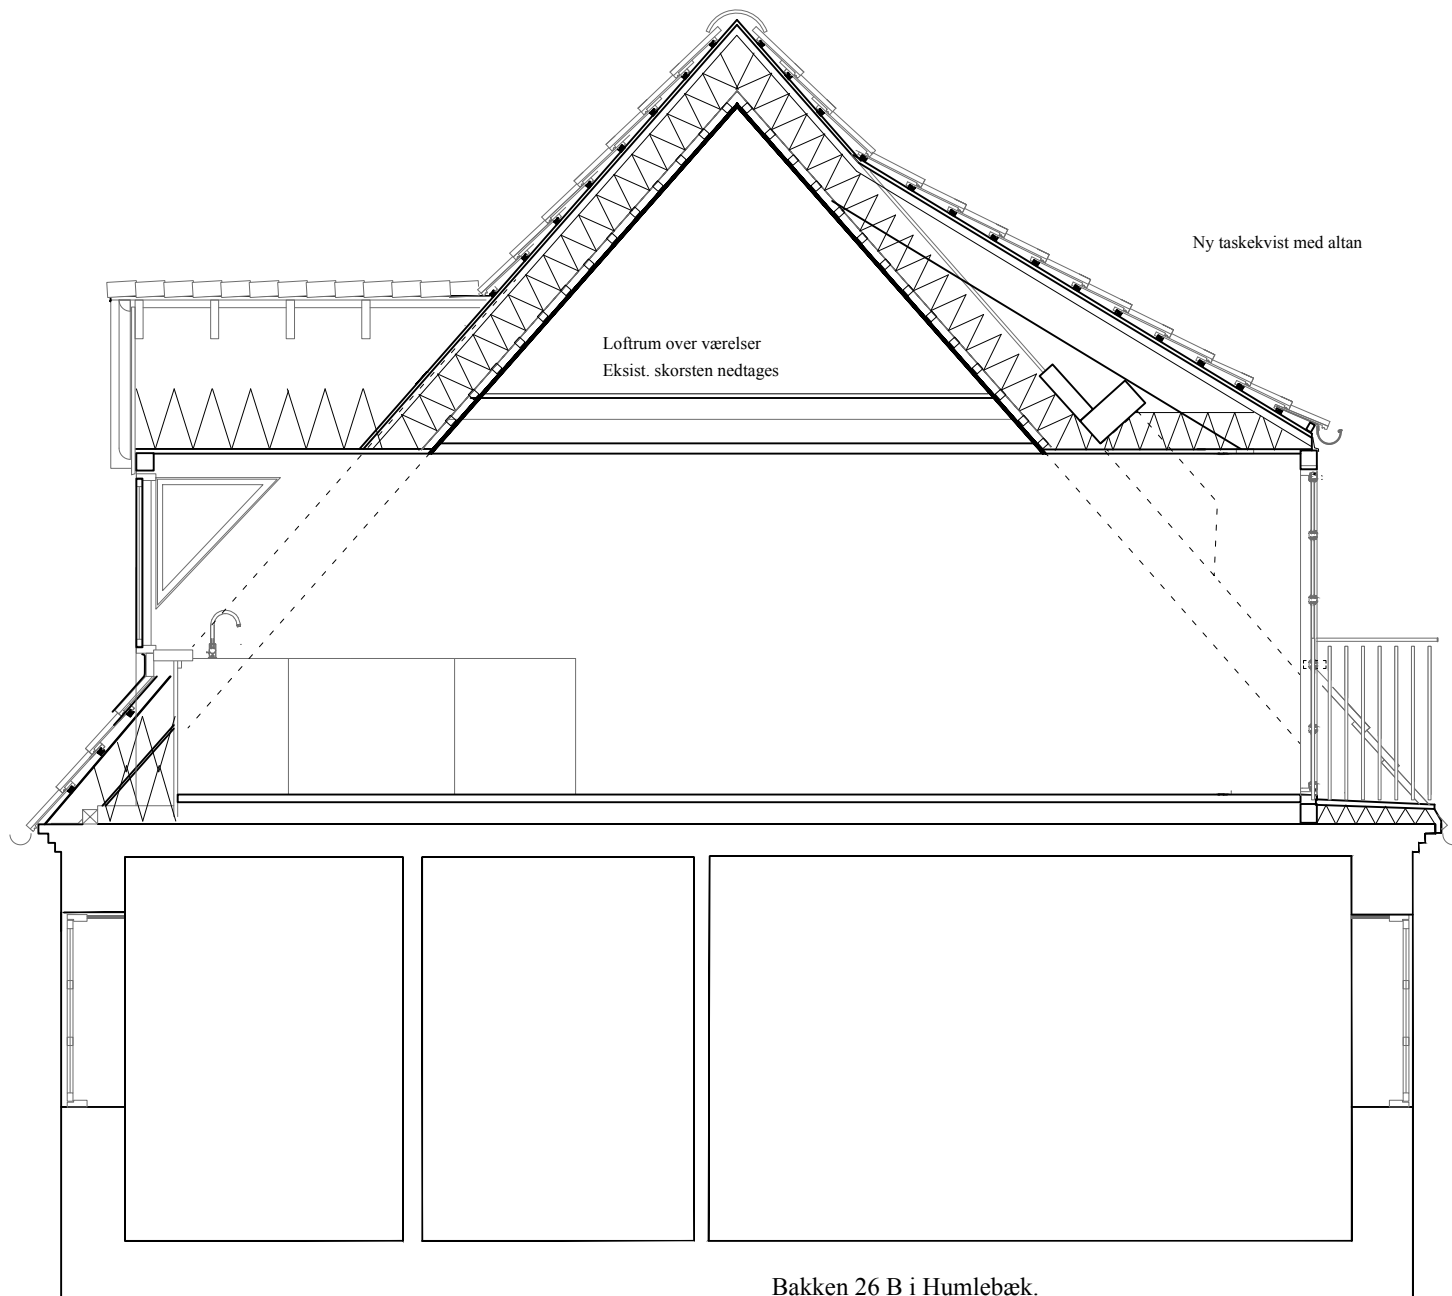 Ny taskekvist med altan
Loftrum over værelser
Eksist. skorsten nedtages
Bakken 26 B i Humlebæk.